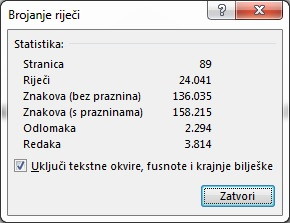 Brojanje riječi
Statistika:
Stranica 89
Riječi 24.041
Znakova (bez praznina) 136.035
Znakova (s prazninama) 158.215
Odlomaka 2.294
Redaka 3.814
Uključi tekstne okvire, fusnote i krajnje bilješke
Zatvori